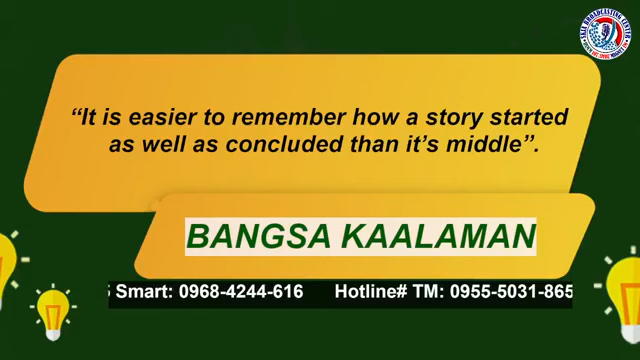 “It is easier to remember how a story started
as well as concluded than it’s middle”.
BANGSA KAALAMAN
Smart: 0968-4244-616 Hotline# TM: 0955-5031-865